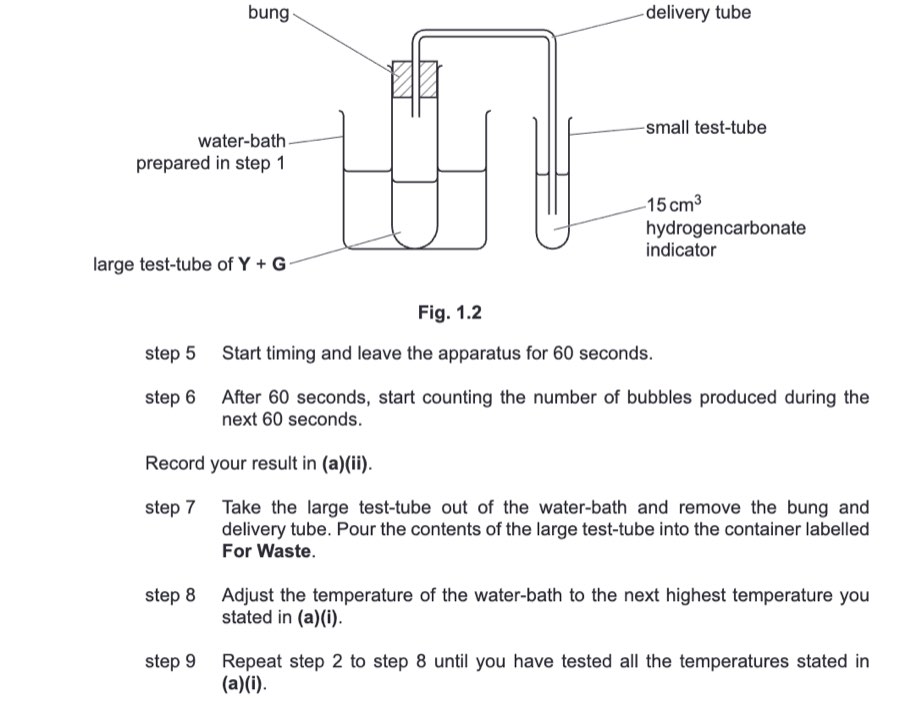 bung
delivery tube
small test-tube
water-bath
prepared in step 1
15 cm³
hydrogencarbonate
indicator
large test-tube of Y + G
Fig. 1.2
step 5 Start timing and leave the apparatus for 60 seconds.
step 6 After 60 seconds, start counting the number of bubbles produced during the
next 60 seconds.
Record your result in (a)(ii).
step 7 Take the large test-tube out of the water-bath and remove the bung and
delivery tube. Pour the contents of the large test-tube into the container labelled
For Waste.
step 8 Adjust the temperature of the water-bath to the next highest temperature you
stated in (a)(i).
step 9 Repeat step 2 to step 8 until you have tested all the temperatures stated in
(a)(i).